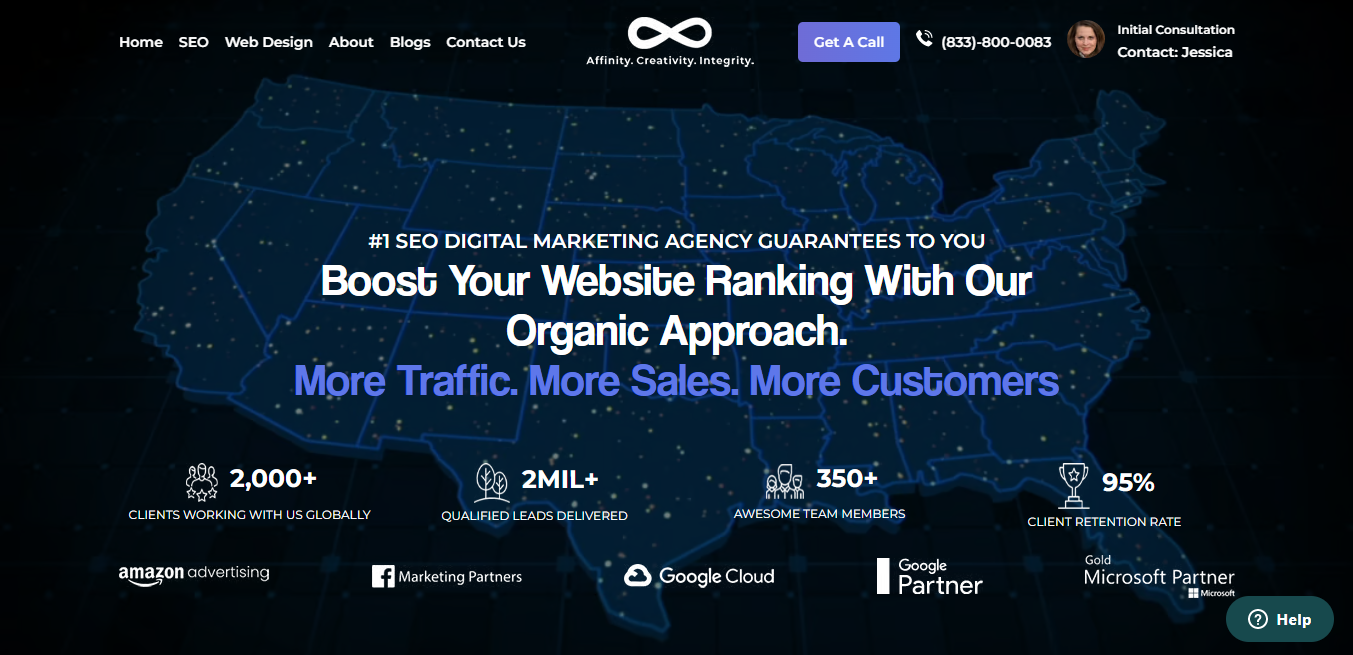 Home SEO Web Design About Blogs Contact Us
Affinity. Creativity. Integrity.
Get A Call
(833)-800-0083
Initial Consultation
Contact: Jessica
#1 SEO DIGITAL MARKETING AGENCY GUARANTEES TO YOU
Boost Your Website Ranking With Our
Organic Approach.
More Traffic. More Sales. More Customers
2,000+
CLIENTS WORKING WITH US GLOBALLY
2MIL+
QUALIFIED LEADS DELIVERED
350+
AWESOME TEAM MEMBERS
95%
CLIENT RETENTION RATE
amazon advertising
f Marketing Partners
Google Cloud
Google
Partner
Gold
Microsoft Partner
Microsoft
? Help